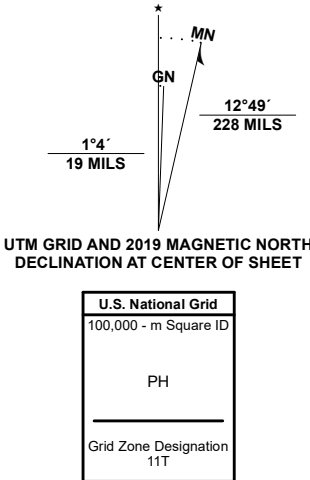 ★
MN
GN
12°49´
228 MILS
1°4´
19 MILS
UTM GRID AND 2019 MAGNETIC NORTH
DECLINATION AT CENTER OF SHEET
U.S. National Grid
100,000 - m Square ID
PH
Grid Zone Designation
11T